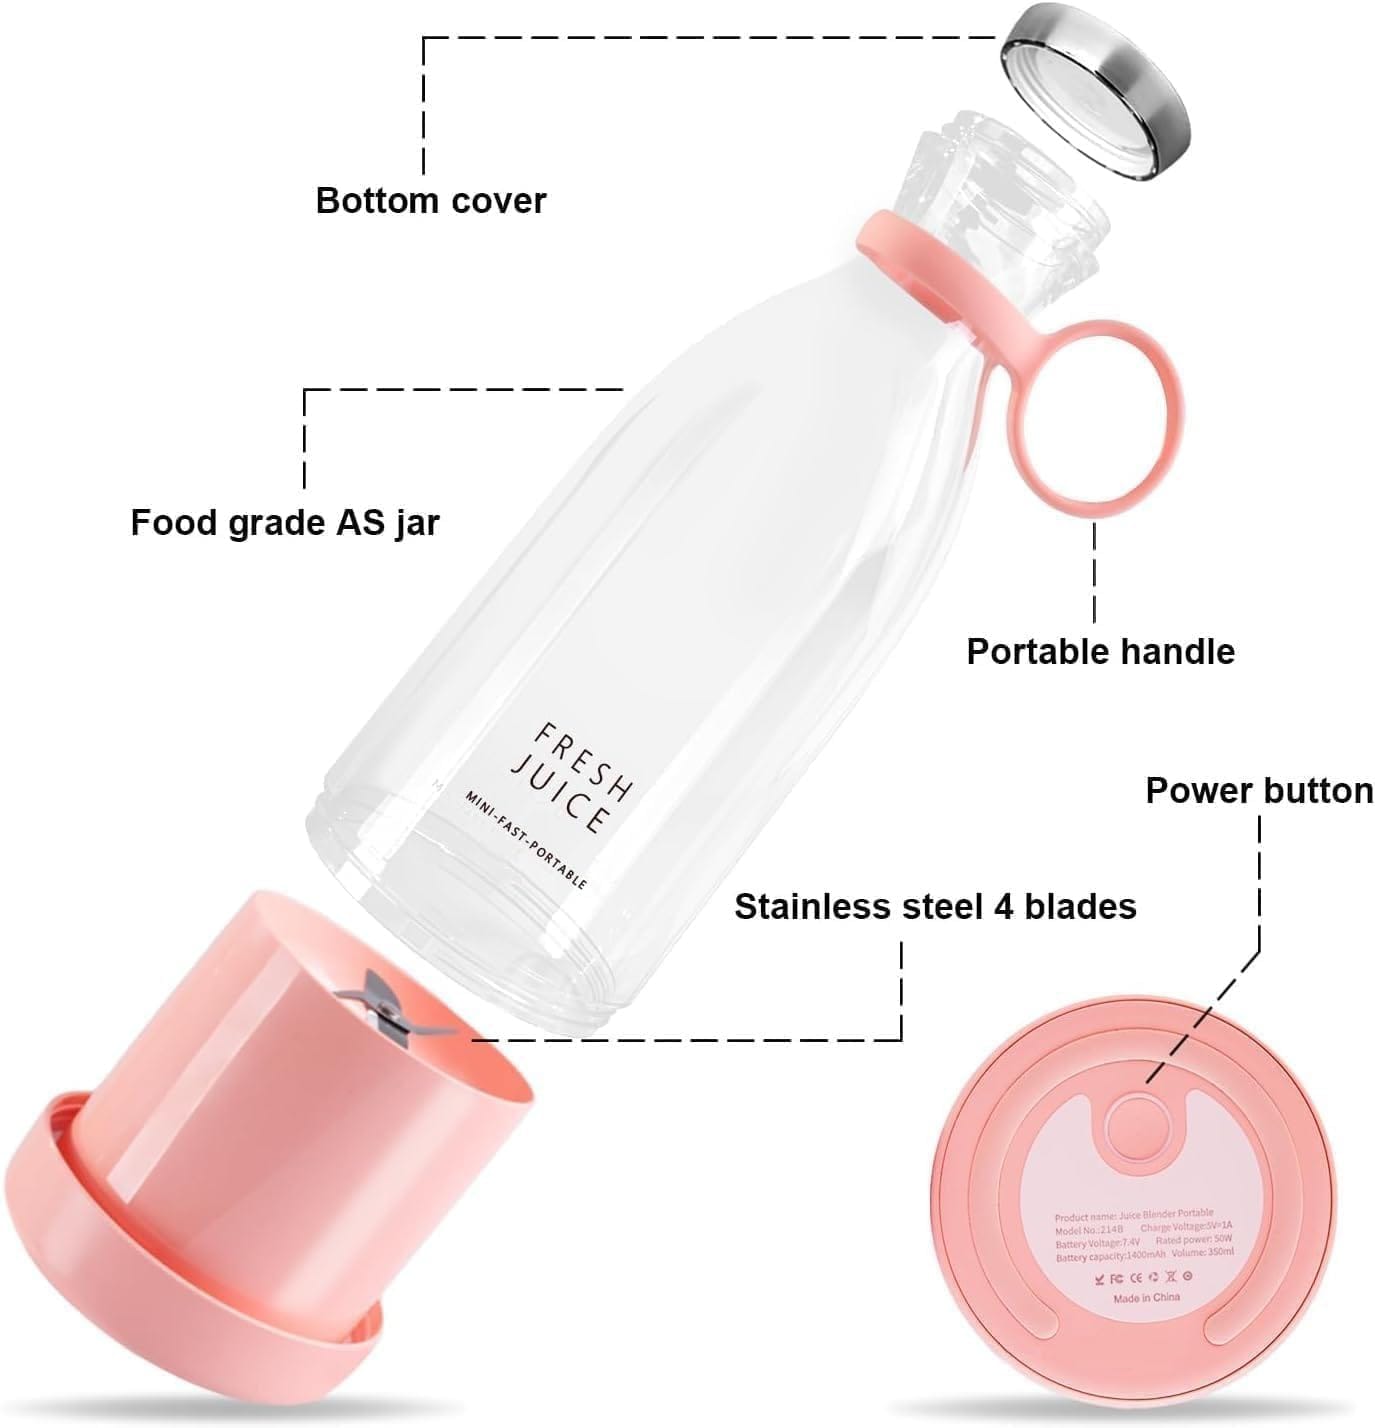 Bottom cover
Food grade AS jar
Portable handle
FRESH
JUICE
MINI-FAST-PORTABLE
Power button
Stainless steel 4 blades
Product name: Juice Blender Portable
Model No.:214B Charge Voltage:5V=1A
Battery Voltage:7.4V Rated power: 50W
Battery capacity:1400mAh Volume: 350ml
FC CE
Made in China